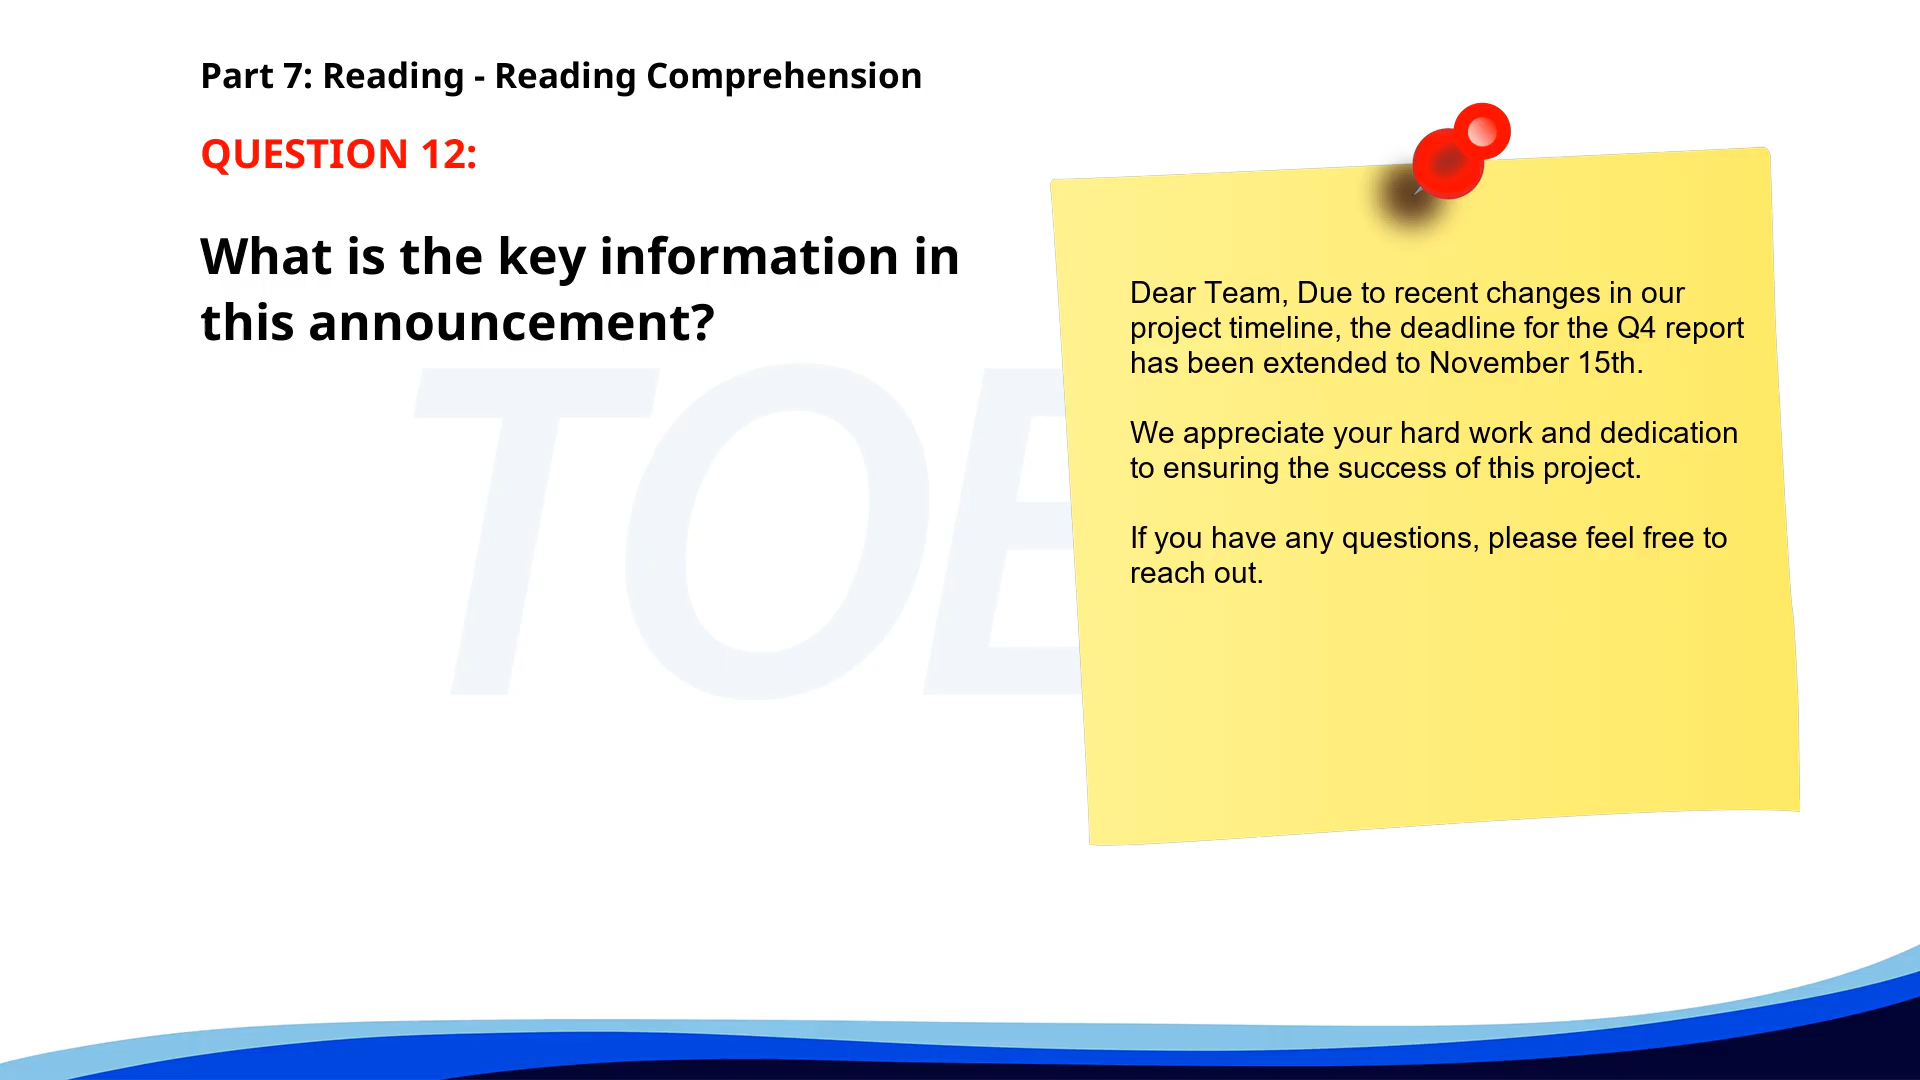 Part 7: Reading - Reading Comprehension
QUESTION 12:
What is the key information in
this announcement?
TOE
Dear Team, Due to recent changes in our
project timeline, the deadline for the Q4 report
has been extended to November 15th.
We appreciate your hard work and dedication
to ensuring the success of this project.
If you have any questions, please feel free to
reach out.